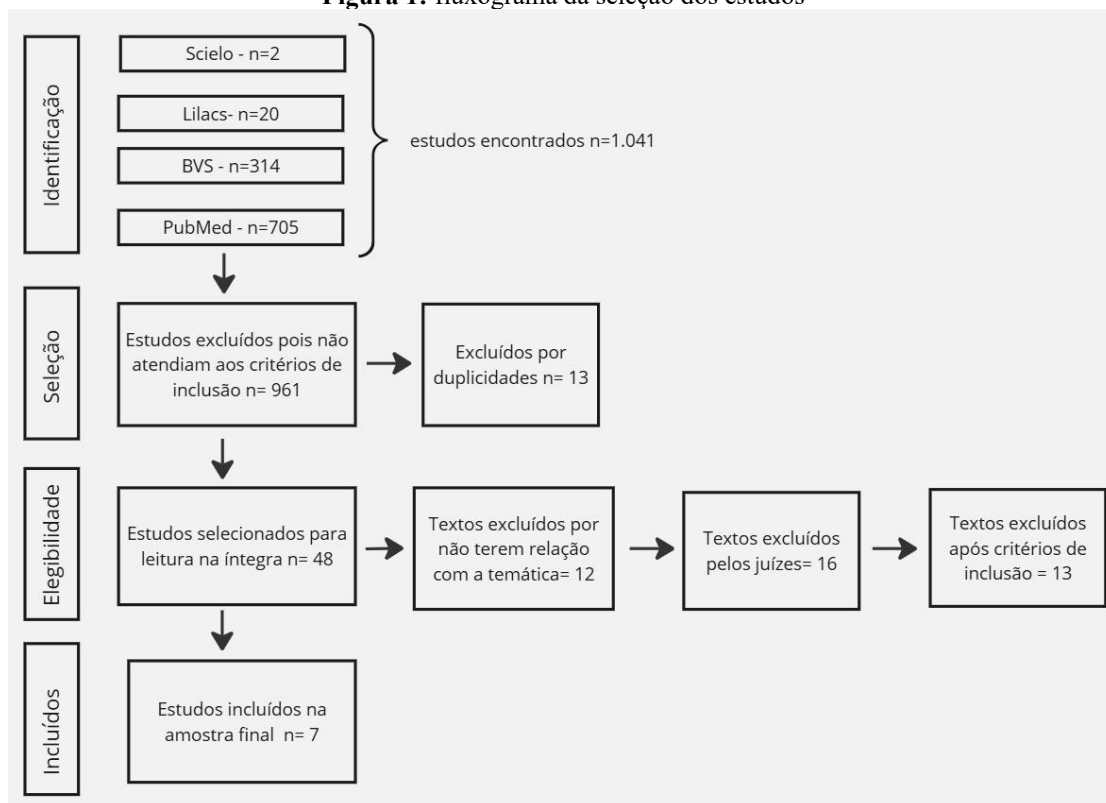 Figura 1: fluxograma da seleção dos estudos
Identificação
Scielo - n=2
Lilacs- n=20
BVS - n=314
PubMed - n=705
estudos encontrados n=1.041
Seleção
Estudos excluídos pois não
atendiam aos critérios de
inclusão n= 961
Excluídos por
duplicidades n= 13
Elegibilidade
Estudos selecionados para
leitura na íntegra n= 48
Textos excluídos por
não terem relação
com a temática= 12
Textos excluídos
pelos juízes= 16
Textos excluídos
após critérios de
inclusão = 13
Incluídos
Estudos incluídos na
amostra final n= 7